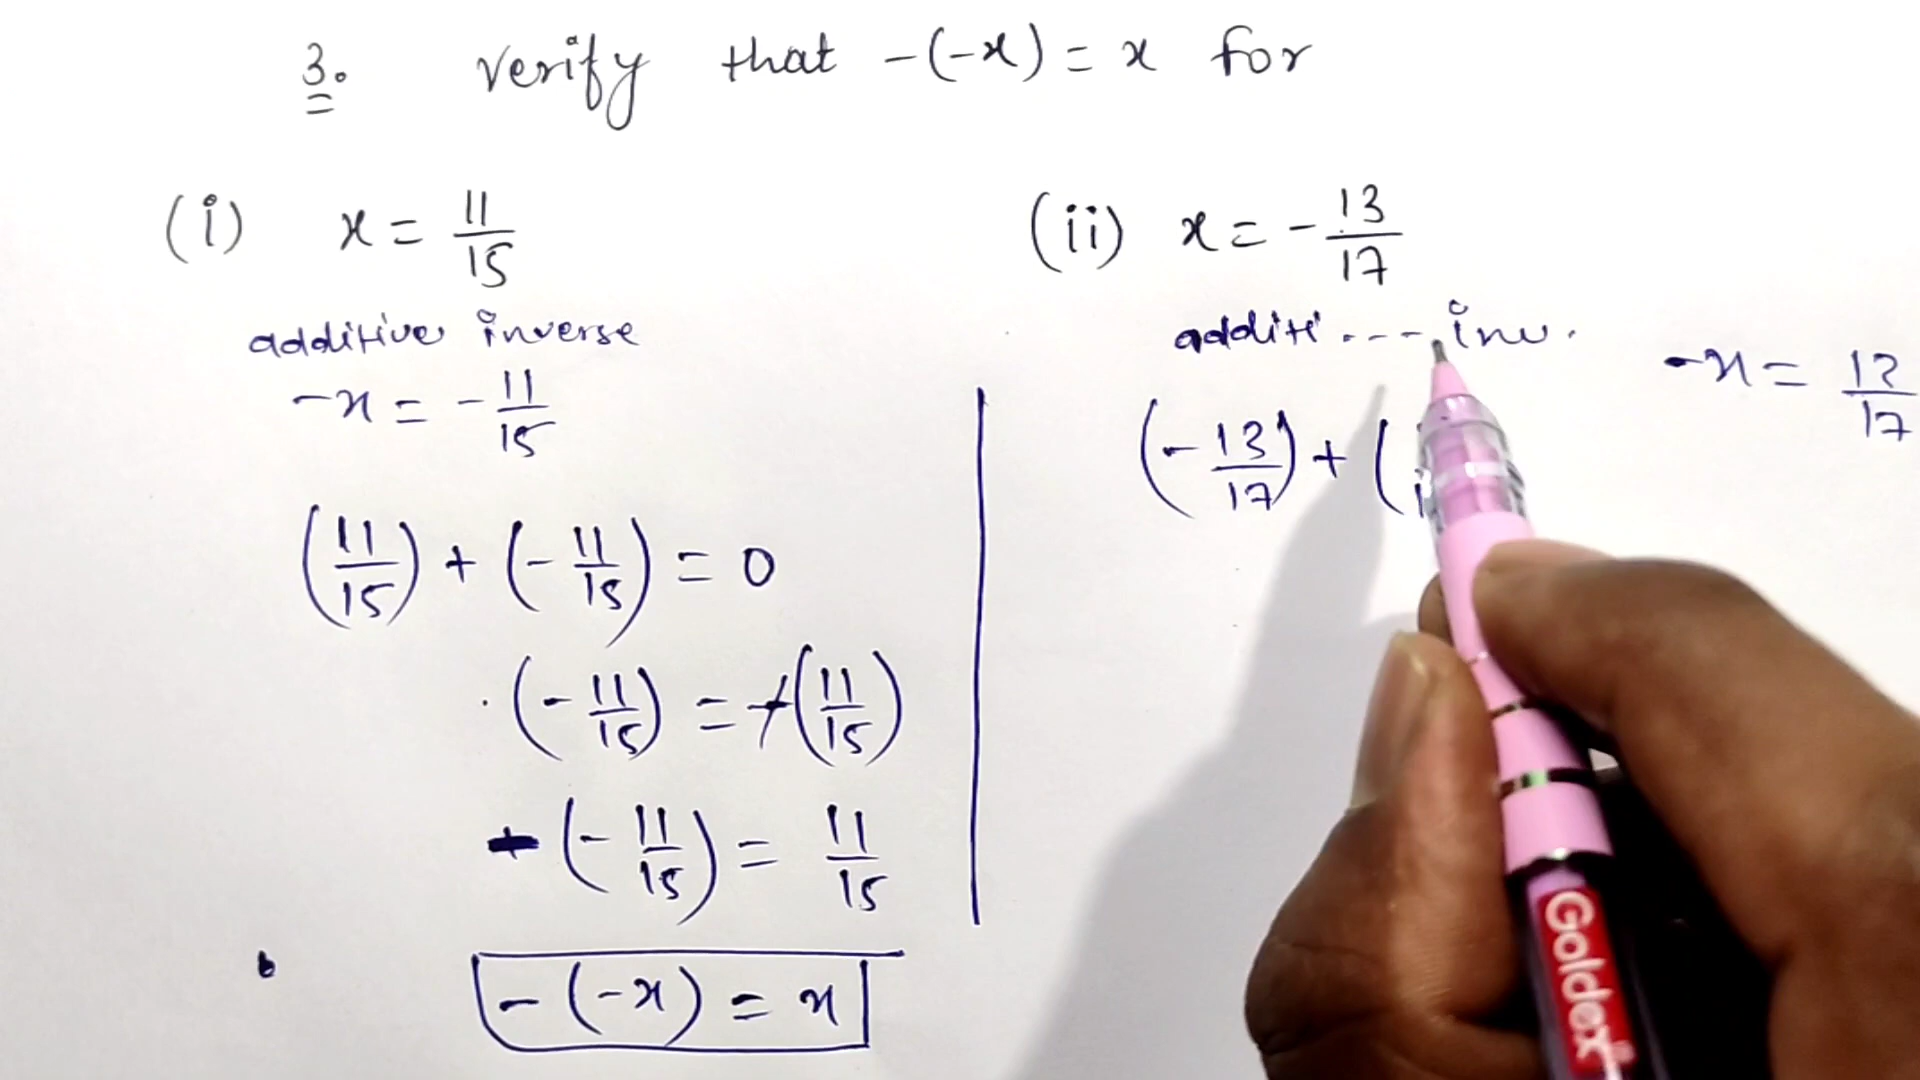 3. verify that -(-x) = x for
(i) x = 11/15
additive inverse
-x = - 11/15
(11/15) + (- 11/15) = 0
(- 11/15) = -(11/15)
- (- 11/15) = 11/15
- (-x) = x
(ii) x = - 13/17
additi ... inv.
-x = 13/17
(- 13/17) + (
Goldex